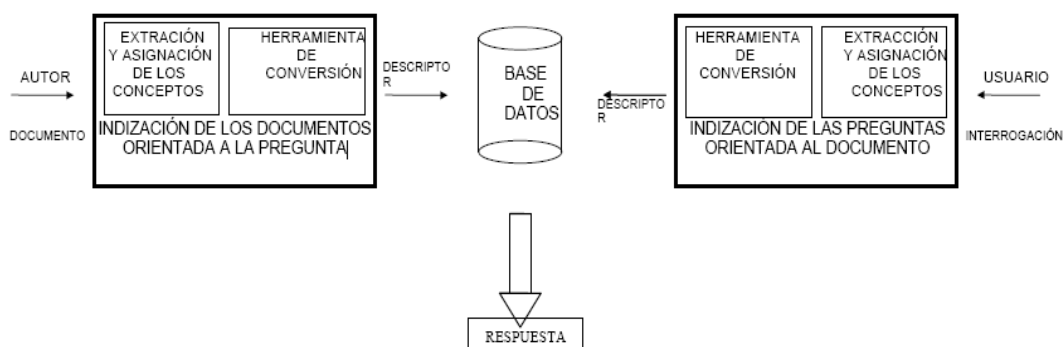 AUTOR
DOCUMENTO
EXTRACIÓN
Y ASIGNACIÓN
DE LOS
CONCEPTOS
HERRAMIENTA
DE
CONVERSIÓN
INDIZACIÓN DE LOS DOCUMENTOS
ORIENTADA A LA PREGUNTA
DESCRIPTO
R
BASE
DE
DATOS
DESCRIPTO
R
HERRAMIENTA
DE
CONVERSIÓN
EXTRACCIÓN
Y ASIGNACIÓN
DE LOS
CONCEPTOS
INDIZACIÓN DE LAS PREGUNTAS
ORIENTADA AL DOCUMENTO
USUARIO
INTERROGACIÓN
RESPUESTA